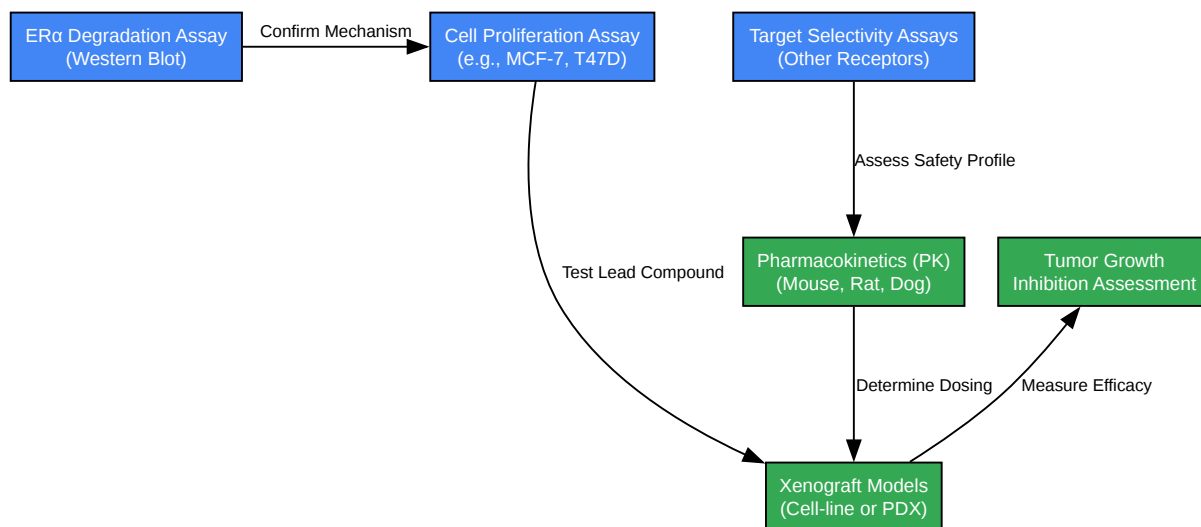 ERα Degradation Assay
(Western Blot)
Confirm Mechanism
Cell Proliferation Assay
(e.g., MCF-7, T47D)
Target Selectivity Assays
(Other Receptors)
Assess Safety Profile
Test Lead Compound
Pharmacokinetics (PK)
(Mouse, Rat, Dog)
Tumor Growth
Inhibition Assessment
Determine Dosing
Measure Efficacy
Xenograft Models
(Cell-line or PDX)